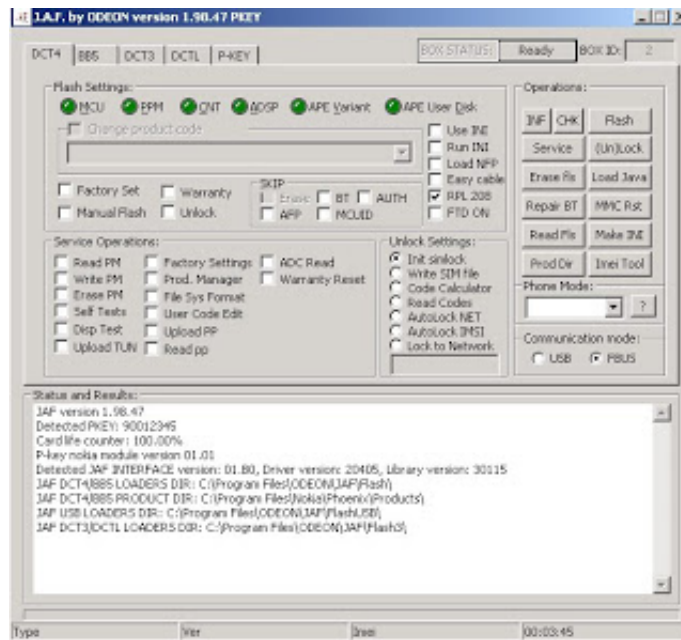 J.A.F. by ODEON version 1.98.47 PKEY
DCT4 BB5 DCT3 DCTL P-KEY
BOX STATUS: Ready BOX ID: 2
Flash Settings:
MCU PPM CNT ADSP APE Variant APE User Disk
Change product code
Use INI
Run INI
Load NFP
Easy cable
RPL 208
FTD ON
Factory Set Warranty
Manual Flash Unlock
SKIP
Erase BT AUTH
AFP MCUID
Operations:
INF CHK Flash
Service (Un)Lock
Erase fls Load Java
Repair BT MMC Rst
Read Fls Make INI
Prod Dir Imei Tool
Phone Mode:
?
Communication mode:
USB FBUS
Service Operations:
Read PM Factory Settings ADC Read
Write PM Prod. Manager Warranty Reset
Erase PM File Sys Format
Self Tests User Code Edit
Disp Test Upload PP
Upload TUN Read pp
Unlock Settings:
Init simlock
Write SIM file
Code Calculator
Read Codes
AutoLock NET
AutoLock IMSI
Lock to Network
Status and Results:
JAF version 1.98.47
Detected PKEY: 90012345
Card life counter: 100.00%
P-key nokia module version 01.01
Detected JAF INTERFACE version: 01.80, Driver version: 20405, Library version: 30115
JAF DCT4/BB5 LOADERS DIR: C:\Program Files\ODEON\JAF\Flash\
JAF DCT4/BB5 PRODUCT DIR: C:\Program Files\Nokia\Phoenix\Products\
JAF USB LOADERS DIR: C:\Program Files\ODEON\JAF\FlashUSB\
JAF DCT3/DCTL LOADERS DIR: C:\Program Files\ODEON\JAF\Flash3\
Type Ver Imei 00:03:45